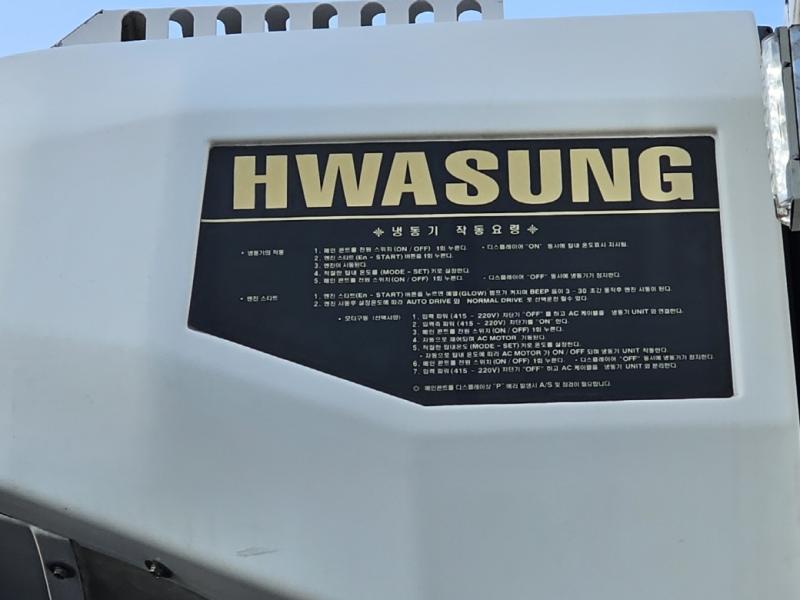 HWASUNG
※ 냉동기 작동요령 ※
• 냉동기의 작동 1. 메인 콘트롤 전원 스위치 (ON / OFF) 1회 누른다. • 디스플레이어 "ON" 동시에 탑내 온도표시 지시됨.
2. 엔진 스타트 (En - START) 버튼을 1회 누른다.
3. 엔진이 시동된다.
4. 적절한 탑내 온도를 (MODE - SET) 키로 설정한다.
5. 메인 콘트롤 전원 스위치 (ON / OFF) 1회 누른다. • 디스플레이어 "OFF" 동시에 냉동기가 정지한다.
• 엔진 스타트 1. 엔진 스타트 (En - START) 버튼을 누르면 예열 (GLOW) 램프가 켜지며 BEEP 음이 3 - 30 초간 동작후 엔진 시동이 된다.
2. 엔진 시동후 설정온도에 따라 AUTO DRIVE 와 NORMAL DRIVE 로 선택운전 할수 있다.
• 모터구동 (선택사양) 1. 입력 파워 (415 - 220V) 차단기 "OFF" 를 하고 AC 케이블을 냉동기 UNIT 와 연결한다.
2. 입력측 파워 (415 - 220V) 차단기를 "ON" 한다.
3. 메인 콘트롤 전원 스위치 (ON / OFF) 1회 누른다.
4. 자동으로 제어되며 AC MOTOR 가동된다.
5. 적절한 탑내온도 (MODE - SET) 키로 온도를 설정한다.
- 자동으로 탑내 온도에 따라 AC MOTOR 가 ON / OFF 되며 냉동기 UNIT 작동한다.
6. 메인 콘트롤 전원 스위치 (ON / OFF) 1회 누른다. - 디스플레이어 "OFF" 동시에 냉동기가 정지한다.
7. 입력 파워 (415 - 220V) 차단기 "OFF" 하고 AC 케이블을 냉동기 UNIT 와 분리한다.
○ 메인콘트롤 디스플레이상 "P" 에러 발생시 A/S 및 점검이 필요합니다.